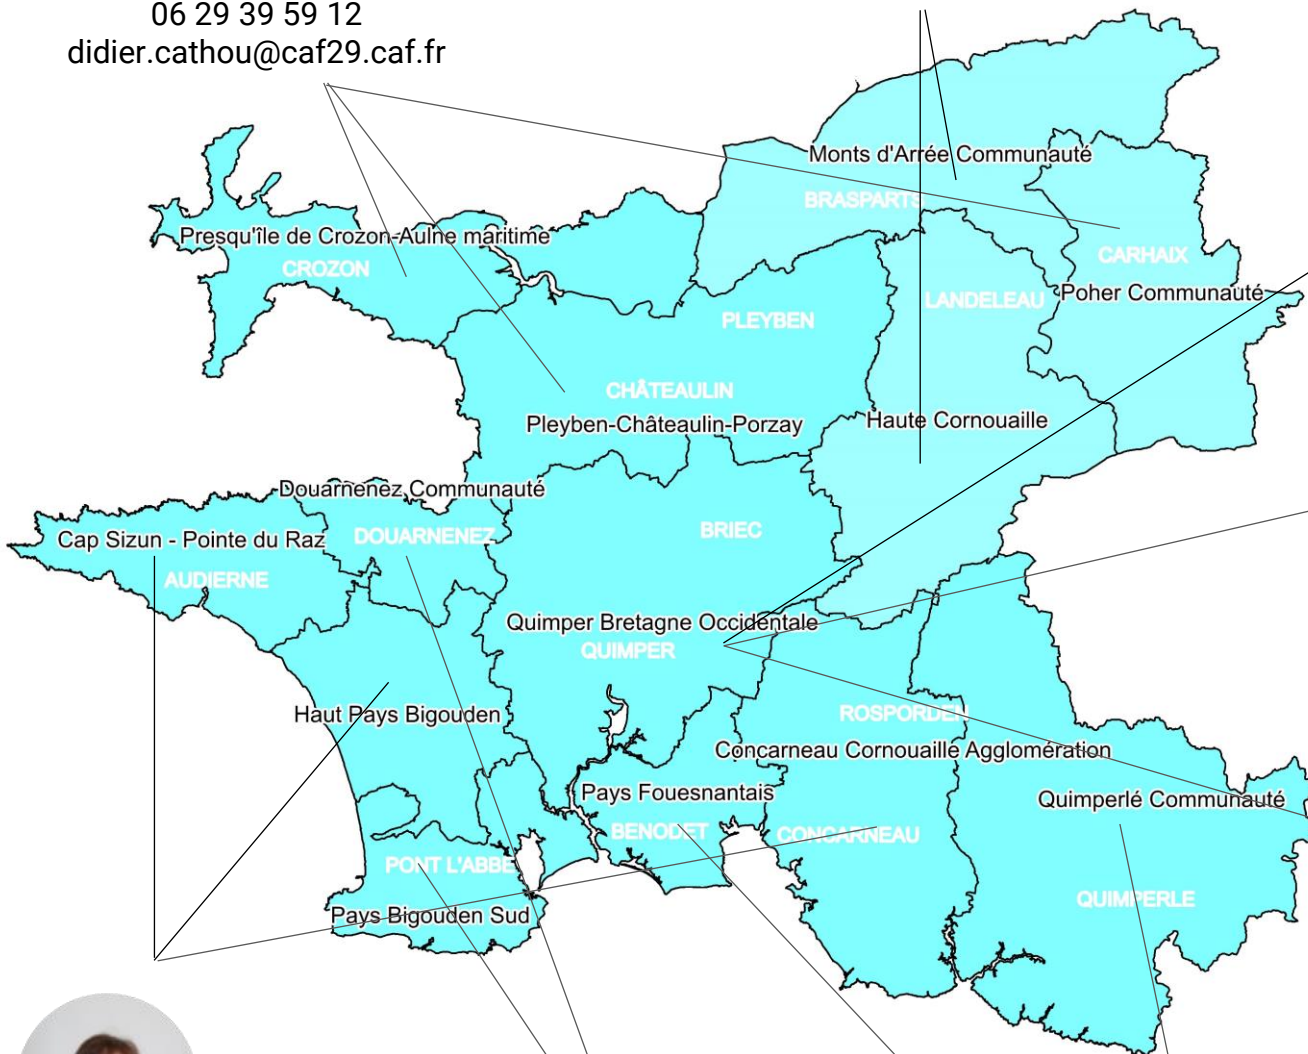 06 29 39 59 12
didier.cathou@caf29.caf.fr
Monts d'Arrée Communauté
BRASPARTS
Presqu'île de Crozon-Aulne maritime
CROZON
CARHAIX
Poher Communauté
LANDELEAU
PLEYBEN
CHÂTEAULIN
Pleyben-Châteaulin-Porzay
Haute Cornouaille
Douarnenez Communauté
DOUARNENEZ
Cap Sizun - Pointe du Raz
AUDIERNE
BRIEC
Quimper Bretagne Occidentale
QUIMPER
Haut Pays Bigouden
ROSPORDEN
Concarneau Cornouaille Agglomération
Pays Fouesnantais
BENODET
CONCARNEAU
Quimperlé Communauté
QUIMPERLE
PONT L'ABBE
Pays Bigouden Sud